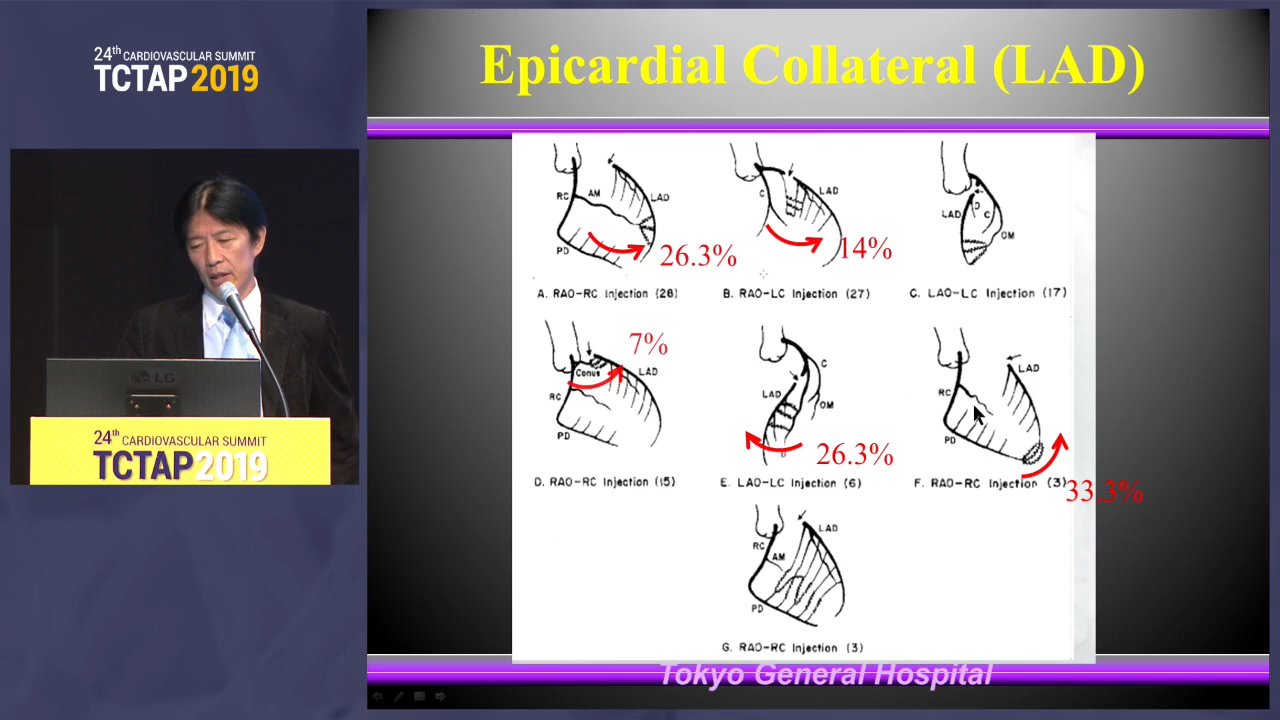 24th CARDIOVASCULAR SUMMIT
TCTAP 2019
LG
24th CARDIOVASCULAR SUMMIT
TCTAP 2019
Epicardial Collateral (LAD)
RC
AM
LAD
PD
26.3%
A. RAO-RC Injection (26)
C
LAD
14%
B. RAO-LC Injection (27)
LAD
D
C
OM
C. LAO-LC Injection (17)
7%
Conus
LAD
RC
PD
D. RAO-RC Injection (15)
C
LAD
OM
D
26.3%
E. LAO-LC Injection (6)
LAD
RC
PD
33.3%
F. RAO-RC Injection (3)
LAD
RC
AM
PD
G. RAO-RC Injection (3)
Tokyo General Hospital